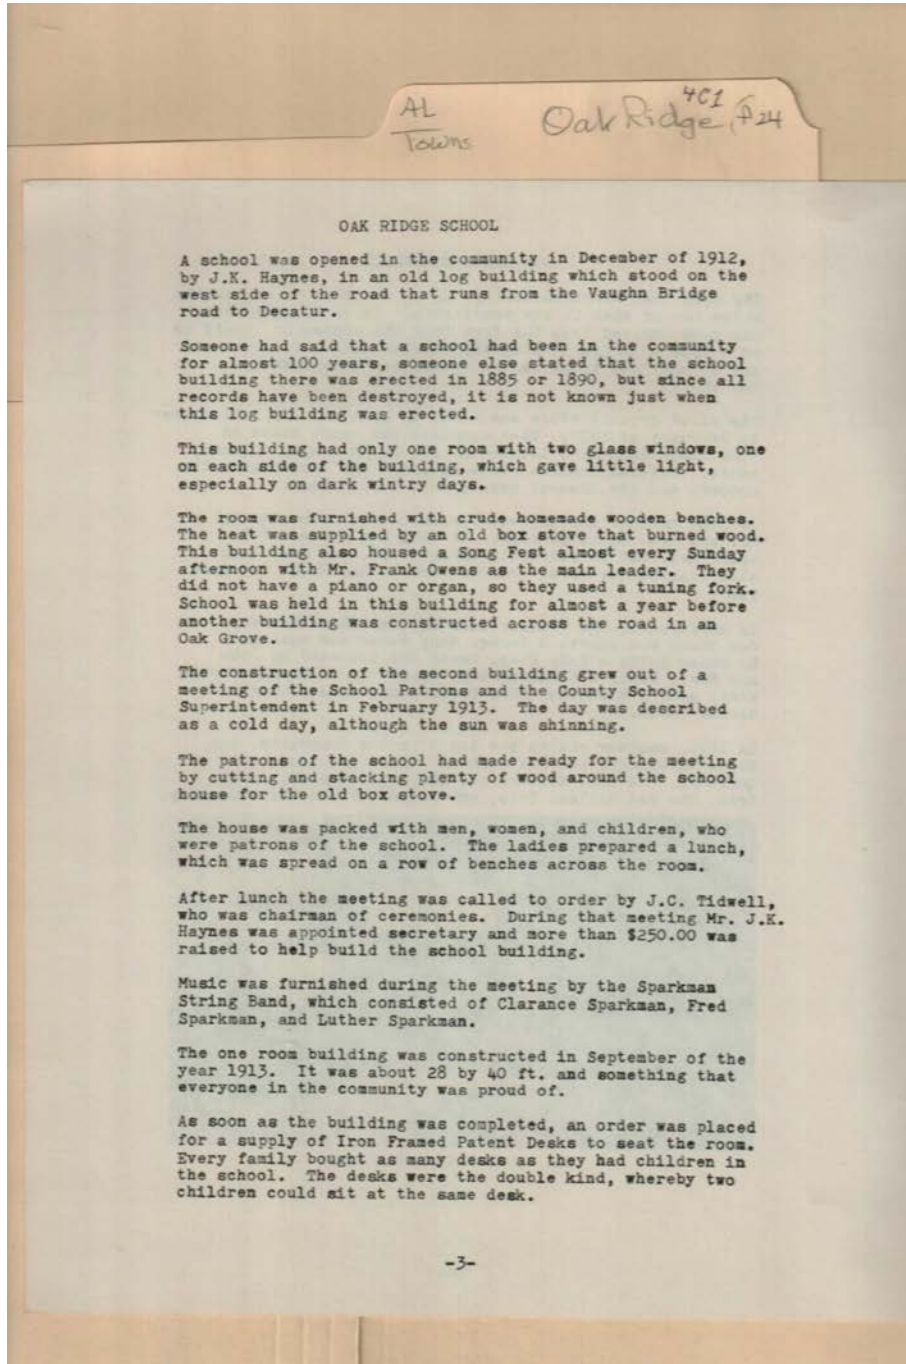 AL
Towns
4C1
Oak Ridge, #24
OAK RIDGE SCHOOL
A school was opened in the community in December of 1912,
by J.K. Haynes, in an old log building which stood on the
west side of the road that runs from the Vaughn Bridge
road to Decatur.
Someone had said that a school had been in the community
for almost 100 years, someone else stated that the school
building there was erected in 1885 or 1890, but since all
records have been destroyed, it is not known just when
this log building was erected.
This building had only one room with two glass windows, one
on each side of the building, which gave little light,
especially on dark wintry days.
The room was furnished with crude homemade wooden benches.
The heat was supplied by an old box stove that burned wood.
This building also housed a Song Fest almost every Sunday
afternoon with Mr. Frank Owens as the main leader. They
did not have a piano or organ, so they used a tuning fork.
School was held in this building for almost a year before
another building was constructed across the road in an
Oak Grove.
The construction of the second building grew out of a
meeting of the School Patrons and the County School
Superintendent in February 1913. The day was described
as a cold day, although the sun was shinning.
The patrons of the school had made ready for the meeting
by cutting and stacking plenty of wood around the school
house for the old box stove.
The house was packed with men, women, and children, who
were patrons of the school. The ladies prepared a lunch,
which was spread on a row of benches across the room.
After lunch the meeting was called to order by J.C. Tidwell,
who was chairman of ceremonies. During that meeting Mr. J.K.
Haynes was appointed secretary and more than $250.00 was
raised to help build the school building.
Music was furnished during the meeting by the Sparkman
String Band, which consisted of Clarance Sparkman, Fred
Sparkman, and Luther Sparkman.
The one room building was constructed in September of the
year 1913. It was about 28 by 40 ft. and something that
everyone in the community was proud of.
As soon as the building was completed, an order was placed
for a supply of Iron Framed Patent Desks to seat the room.
Every family bought as many desks as they had children in
the school. The desks were the double kind, whereby two
children could sit at the same desk.
-3-